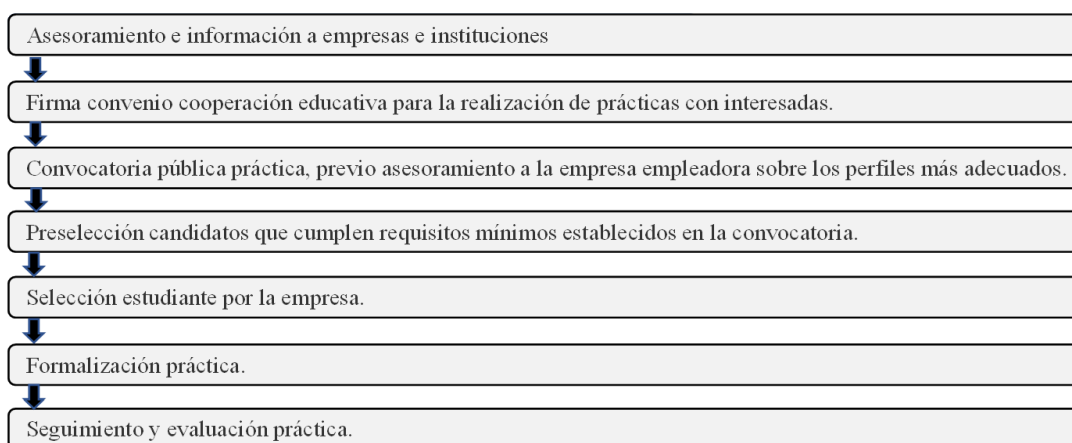 Asesoramiento e información a empresas e instituciones
Firma convenio cooperación educativa para la realización de prácticas con interesadas.
Convocatoria pública práctica, previo asesoramiento a la empresa empleadora sobre los perfiles más adecuados.
Preselección candidatos que cumplen requisitos mínimos establecidos en la convocatoria.
Selección estudiante por la empresa.
Formalización práctica.
Seguimiento y evaluación práctica.